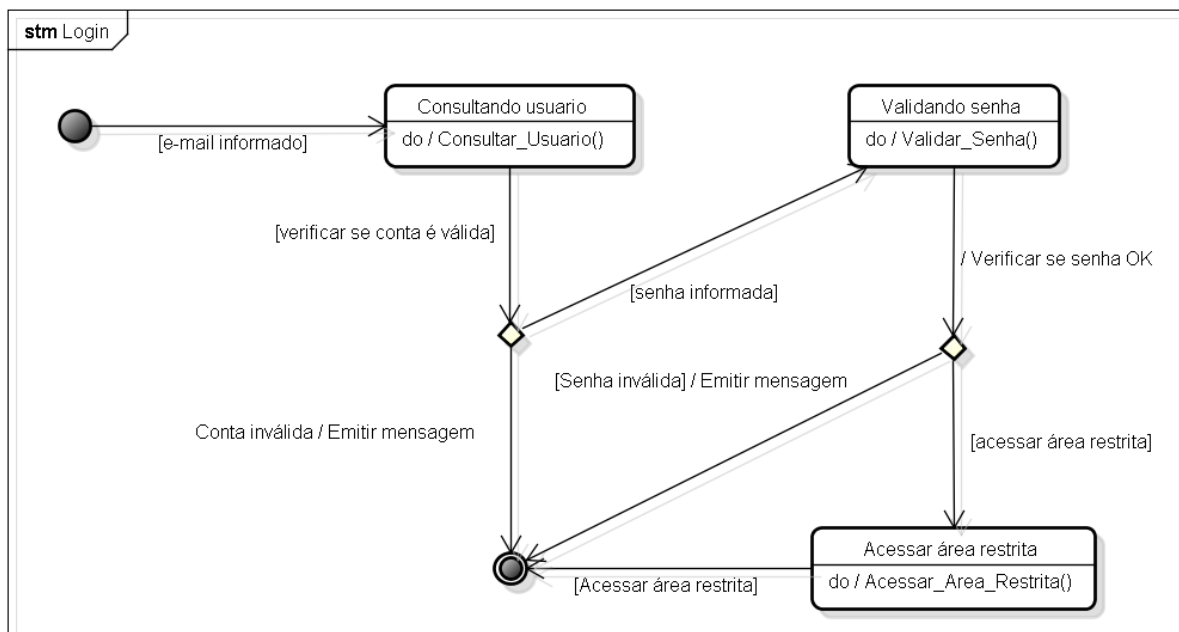 stm Login
Consultando usuario
do / Consultar_Usuario()
Validando senha
do / Validar_Senha()
[e-mail informado]
[verificar se conta é válida]
/ Verificar se senha OK
[senha informada]
[Senha inválida] / Emitir mensagem
Conta inválida / Emitir mensagem
[acessar área restrita]
Acessar área restrita
do / Acessar_Area_Restrita()
[Acessar área restrita]